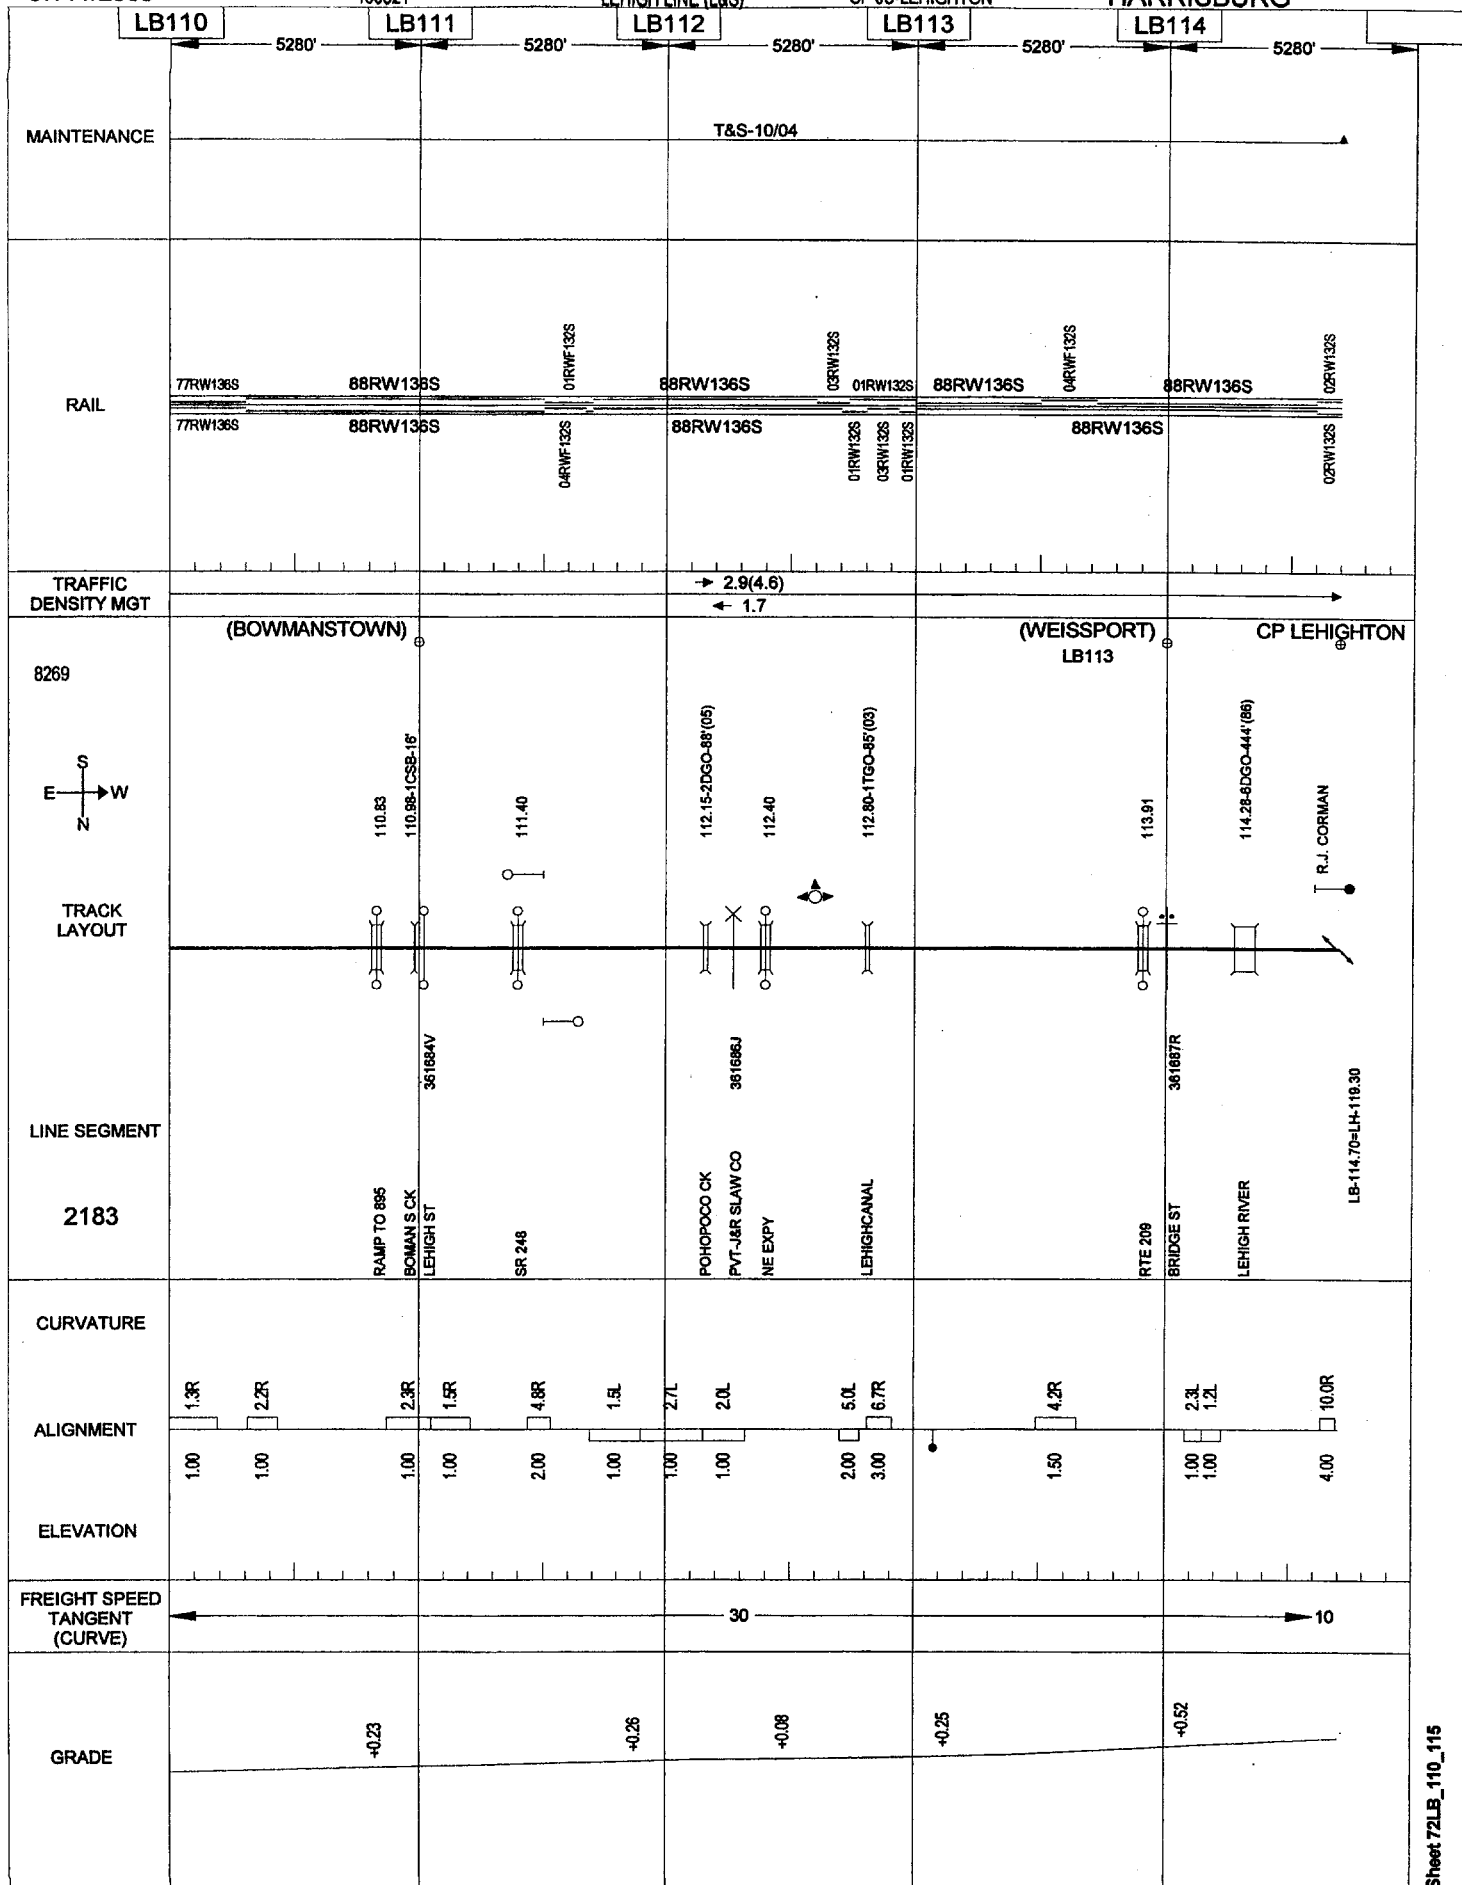 LEHIGH LINE (L&S)
CP 03 LEHIGHTON
HARRISBURG
LB110
LB111
LB112
LB113
LB114
5280'
5280'
5280'
5280'
5280'
MAINTENANCE
T&S-10/04
RAIL
01RWF132S
03RW132S
04RWF132S
02RW132S
77RW136S
88RW136S
88RW136S
01RW132S
88RW136S
88RW136S
77RW136S
88RW136S
88RW136S
88RW136S
04RWF132S
01RW132S
03RW132S
01RW132S
02RW132S
TRAFFIC
DENSITY MGT
2.9(4.6)
1.7
(BOWMANSTOWN)
(WEISSPORT)
CP LEHIGHTON
LB113
8269
S
E
W
N
110.83
110.98-1CSB-16'
111.40
112.15-2DGO-88'(05)
112.40
112.80-1TGO-85'(03)
113.91
114.28-6DGO-444'(86)
R.J. CORMAN
TRACK
LAYOUT
361684V
361686J
361687R
LB-114.70=LH-119.30
LINE SEGMENT
2183
RAMP TO 895
BOMAN S CK
LEHIGH ST
SR 248
POHOPOCO CK
PVT-J&R SLAW CO
NE EXPY
LEHIGHCANAL
RTE 209
BRIDGE ST
LEHIGH RIVER
CURVATURE
1.3R
2.2R
2.3R
1.5R
4.8R
1.5L
2.7L
2.0L
5.0L
6.7R
4.2R
2.3L
1.2L
10.0R
ALIGNMENT
1.00
1.00
1.00
1.00
2.00
1.00
1.00
1.00
2.00
3.00
1.50
1.00
1.00
4.00
ELEVATION
FREIGHT SPEED
TANGENT
(CURVE)
30
10
GRADE
+0.23
+0.26
+0.08
+0.25
+0.52
Sheet 72LB_110_115